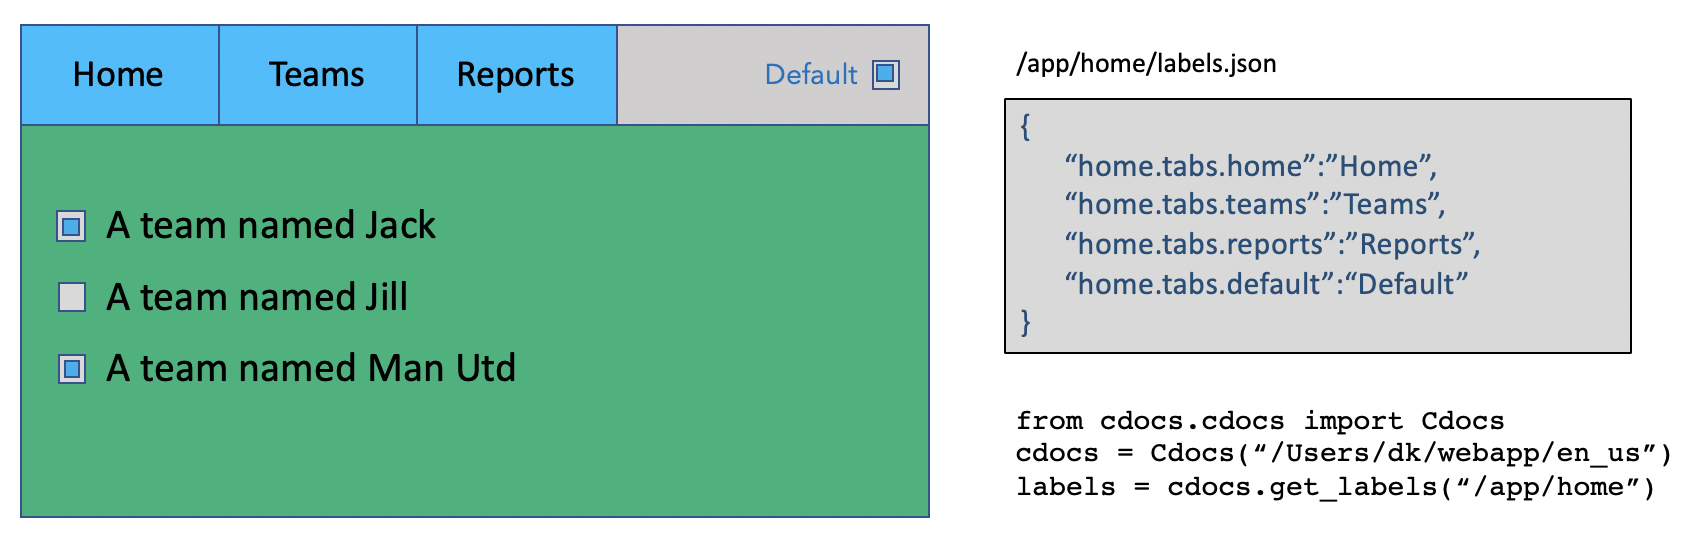 Home
Teams
Reports
Default
A team named Jack
A team named Jill
A team named Man Utd
/app/home/labels.json
{
“home.tabs.home”:”Home”,
“home.tabs.teams”:”Teams”,
“home.tabs.reports”:”Reports”,
“home.tabs.default”:“Default”
}
from cdocs.cdocs import Cdocs
cdocs = Cdocs(“/Users/dk/webapp/en_us”)
labels = cdocs.get_labels(“/app/home”)